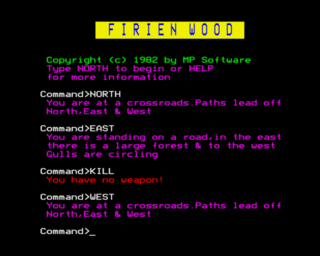 FIRIEN WOOD
Copyright (c) 1982 by MP Software
Type NORTH to begin or HELP
for more information
Command>NORTH
You are at a crossroads.Paths lead off
North,East & West
Command>EAST
You are standing on a road,in the east
there is a large forest & to the west
Gulls are circling
Command>KILL
You have no weapon!
Command>WEST
You are at a crossroads.Paths lead off
North,East & West
Command>_